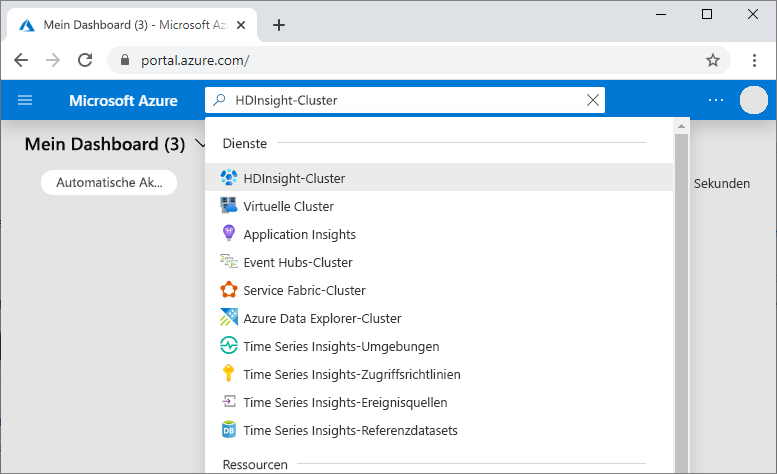 Mein Dashboard (3) - Microsoft Azu
portal.azure.com/
Microsoft Azure
HDInsight-Cluster
Mein Dashboard (3)
Dienste
Automatische Ak...
Sekunden
HDInsight-Cluster
Virtuelle Cluster
Application Insights
Event Hubs-Cluster
Service Fabric-Cluster
Azure Data Explorer-Cluster
Time Series Insights-Umgebungen
Time Series Insights-Zugriffsrichtlinien
Time Series Insights-Ereignisquellen
DB Time Series Insights-Referenzdatasets
Ressourcen